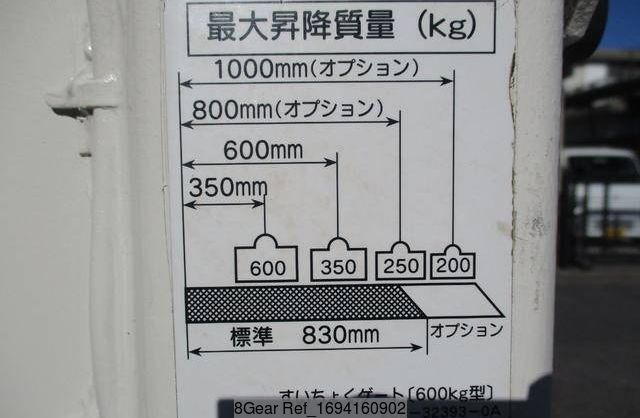 最大昇降質量 (kg)
1000mm(オプション)
800mm(オプション)
600mm
350mm
600 350 250 200
標準 830mm オプション
すいちょくゲート〔600kg型〕
8Gear Ref_1694160902
-32393-0A